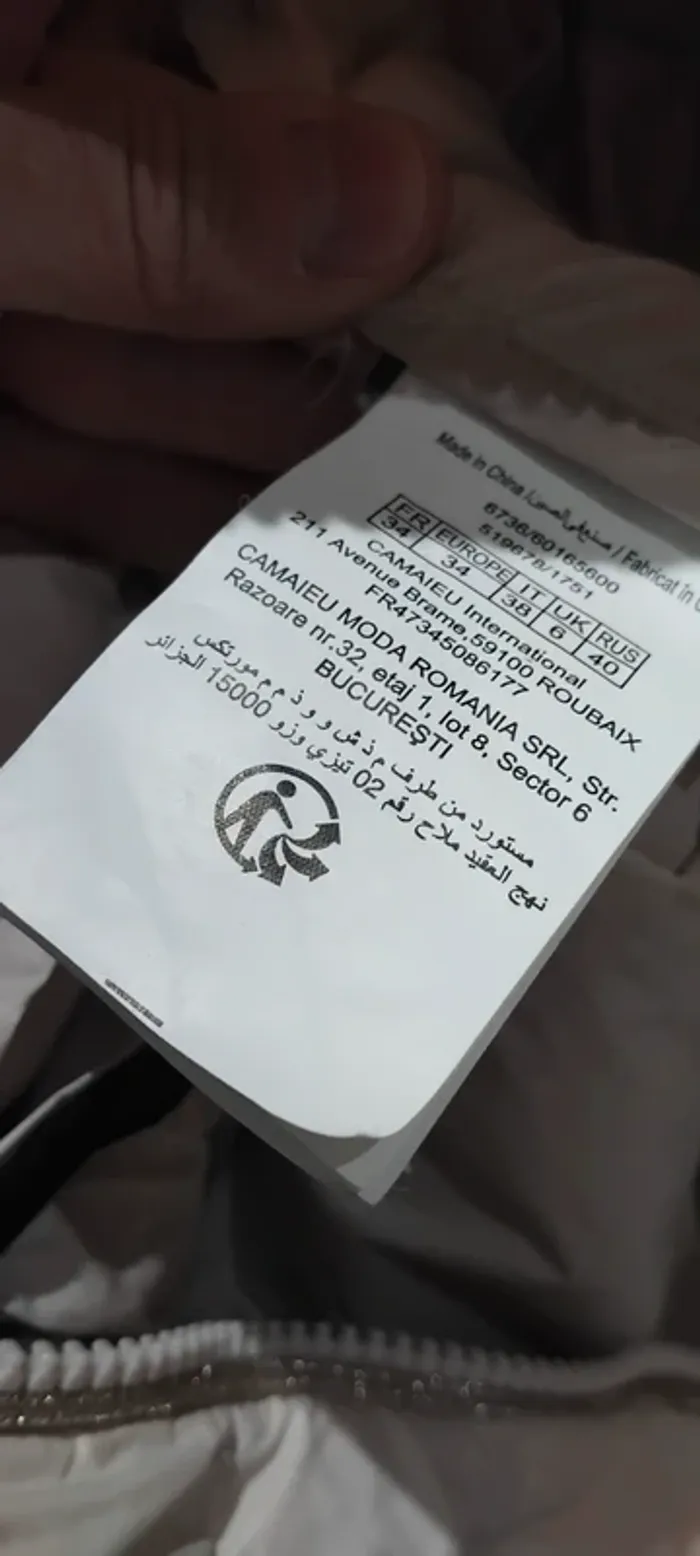 Made in China / صنع في الصين / Fabricat în
6736/60165600
519678/1751
FR EUROPE IT UK RUS
34 34 38 6 40
CAMAIEU International
211 Avenue Brame,59100 ROUBAIX
FR47345086177
CAMAIEU MODA ROMANIA SRL, Str.
Razoare nr.32, etaj 1, lot 8, Sector 6
BUCUREŞTI
مستورد من طرف م ذ ش و و ذ م م مورتكس
نهج العقيد ملاح رقم 02 تيزي وزو 15000 الجزائر